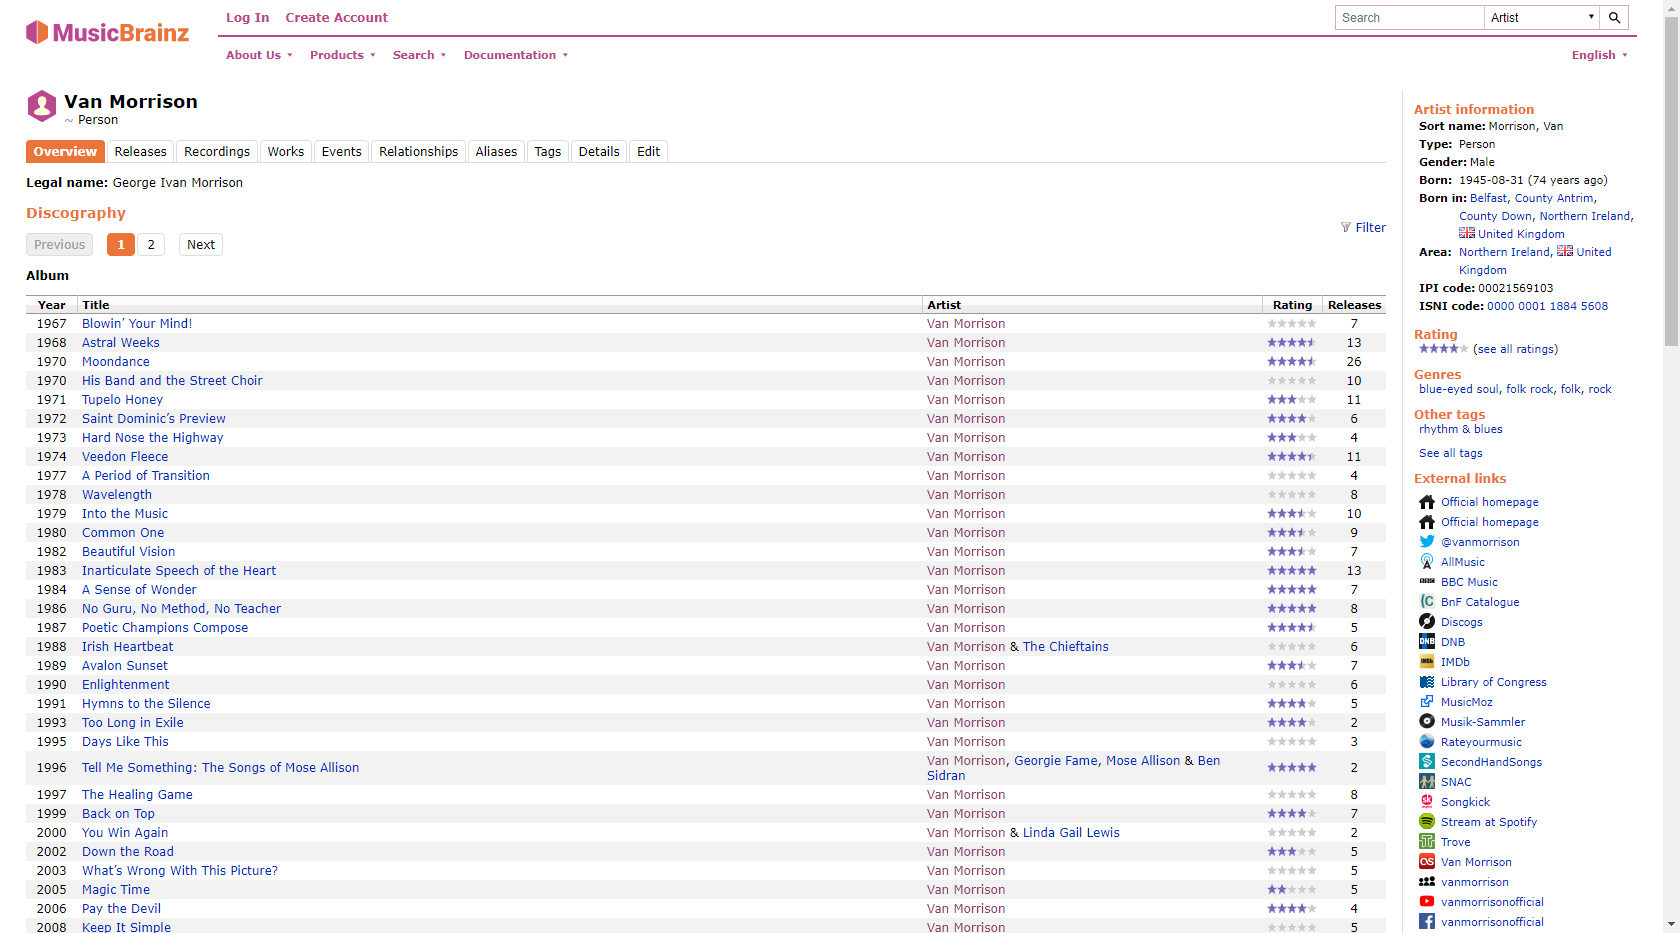 MusicBrainz
Log In Create Account
Search Artist
About Us Products Search Documentation English
Van Morrison
~ Person
Overview Releases Recordings Works Events Relationships Aliases Tags Details Edit
Legal name: George Ivan Morrison
Discography
Filter
Previous 1 2 Next
Album
Year Title Artist Rating Releases
1967 Blowin’ Your Mind! Van Morrison 7
1968 Astral Weeks Van Morrison 13
1970 Moondance Van Morrison 26
1970 His Band and the Street Choir Van Morrison 10
1971 Tupelo Honey Van Morrison 11
1972 Saint Dominic’s Preview Van Morrison 6
1973 Hard Nose the Highway Van Morrison 4
1974 Veedon Fleece Van Morrison 11
1977 A Period of Transition Van Morrison 4
1978 Wavelength Van Morrison 8
1979 Into the Music Van Morrison 10
1980 Common One Van Morrison 9
1982 Beautiful Vision Van Morrison 7
1983 Inarticulate Speech of the Heart Van Morrison 13
1984 A Sense of Wonder Van Morrison 7
1986 No Guru, No Method, No Teacher Van Morrison 8
1987 Poetic Champions Compose Van Morrison 5
1988 Irish Heartbeat Van Morrison & The Chieftains 6
1989 Avalon Sunset Van Morrison 7
1990 Enlightenment Van Morrison 6
1991 Hymns to the Silence Van Morrison 5
1993 Too Long in Exile Van Morrison 2
1995 Days Like This Van Morrison 3
1996 Tell Me Something: The Songs of Mose Allison Van Morrison, Georgie Fame, Mose Allison & Ben
Sidran 2
1997 The Healing Game Van Morrison 8
1999 Back on Top Van Morrison 7
2000 You Win Again Van Morrison & Linda Gail Lewis 2
2002 Down the Road Van Morrison 5
2003 What’s Wrong With This Picture? Van Morrison 5
2005 Magic Time Van Morrison 5
2006 Pay the Devil Van Morrison 4
2008 Keep It Simple Van Morrison 5
Artist information
Sort name: Morrison, Van
Type: Person
Gender: Male
Born: 1945-08-31 (74 years ago)
Born in: Belfast, County Antrim,
County Down, Northern Ireland,
United Kingdom
Area: Northern Ireland, United
Kingdom
IPI code: 00021569103
ISNI code: 0000 0001 1884 5608
Rating
(see all ratings)
Genres
blue-eyed soul, folk rock, folk, rock
Other tags
rhythm & blues
See all tags
External links
Official homepage
Official homepage
@vanmorrison
AllMusic
BBC BBC Music
BnF Catalogue
Discogs
DNB DNB
IMDb IMDb
Library of Congress
MusicMoz
Musik-Sammler
Rateyourmusic
SecondHandSongs
SNAC
sk Songkick
Stream at Spotify
Trove
Van Morrison
vanmorrison
vanmorrisonofficial
vanmorrisonofficial